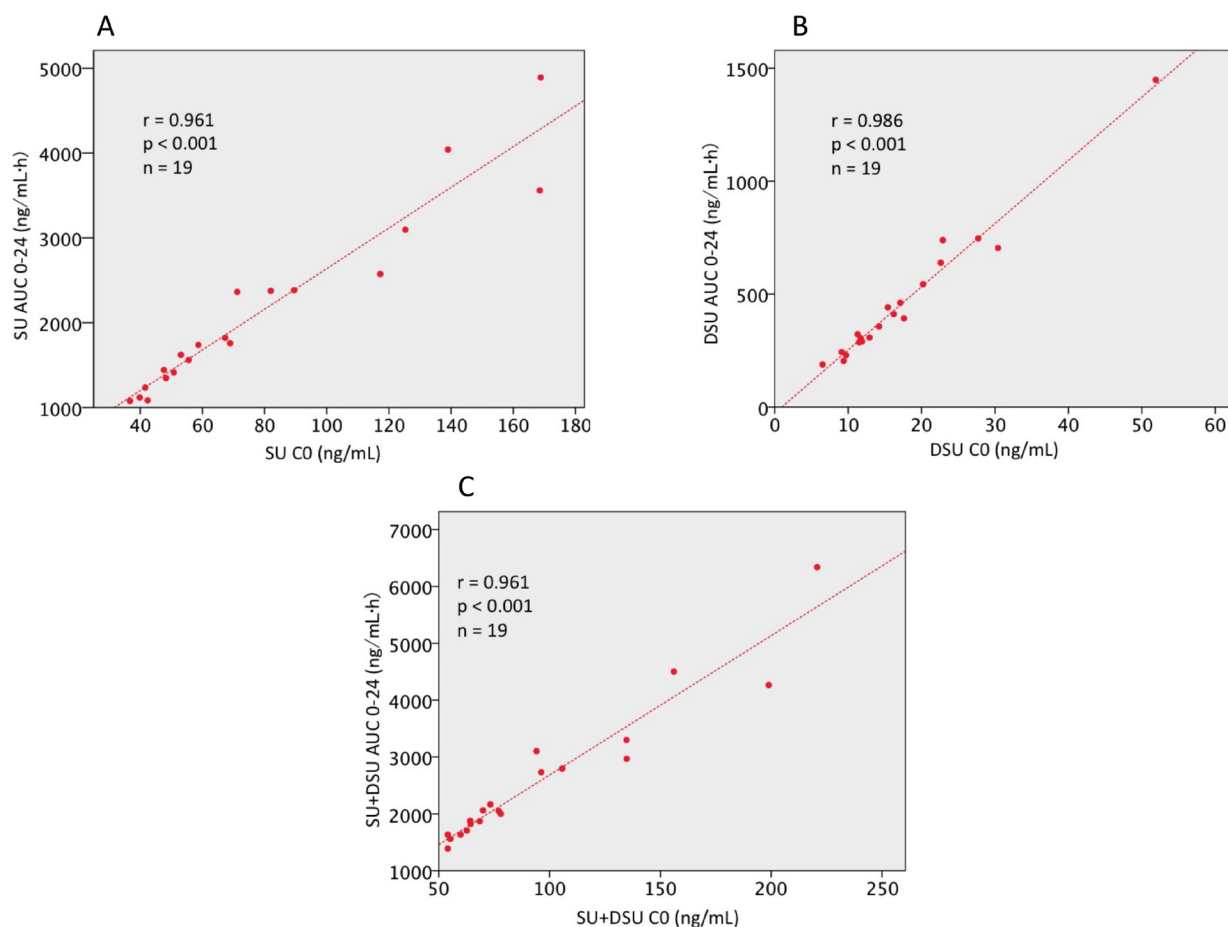 A
5000
4000
3000
2000
1000
SU AUC 0-24 (ng/mL·h)
r = 0.961
p < 0.001
n = 19
40 60 80 100 120 140 160 180
SU C0 (ng/mL)
B
1500
1000
500
0
DSU AUC 0-24 (ng/mL·h)
r = 0.986
p < 0.001
n = 19
0 10 20 30 40 50 60
DSU C0 (ng/mL)
C
7000
6000
5000
4000
3000
2000
1000
SU+DSU AUC 0-24 (ng/mL·h)
r = 0.961
p < 0.001
n = 19
50 100 150 200 250
SU+DSU C0 (ng/mL)